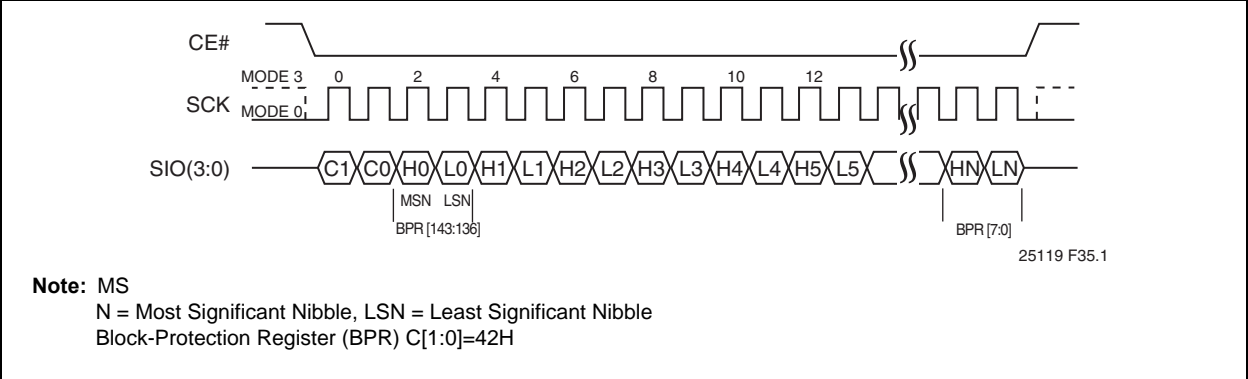 CE#
MODE 3 0 2 4 6 8 10 12
SCK MODE 0
SIO(3:0) C1 C0 H0 L0 H1 L1 H2 L2 H3 L3 H4 L4 H5 L5 HN LN
MSN LSN
BPR [143:136] BPR [7:0]
25119 F35.1
Note: MS
N = Most Significant Nibble, LSN = Least Significant Nibble
Block-Protection Register (BPR) C[1:0]=42H